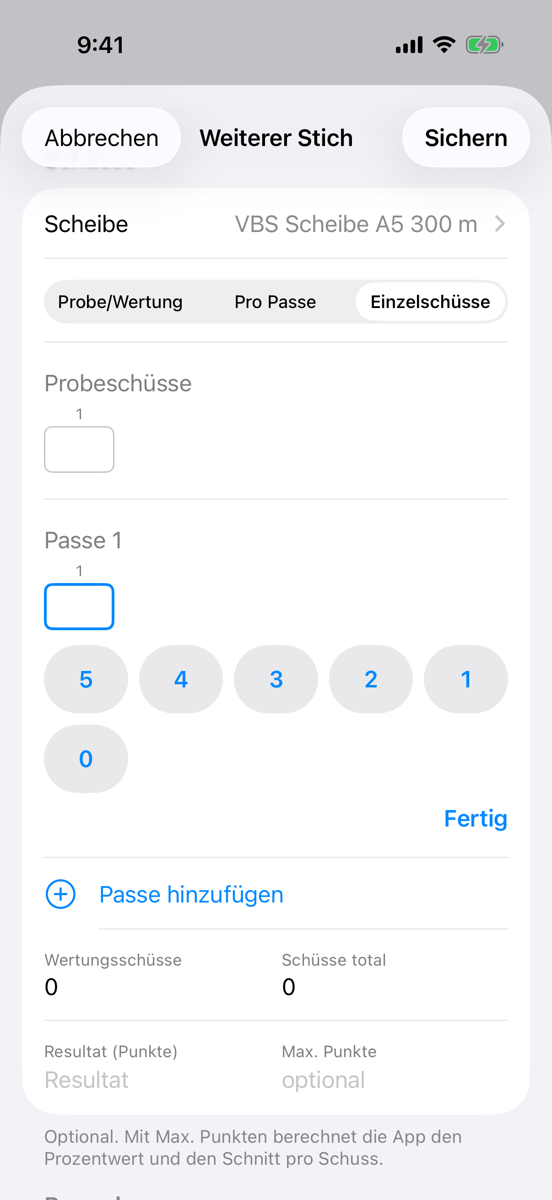 9:41
Abbrechen
Weiterer Stich
Sichern
Scheibe
VBS Scheibe A5 300 m
Probe/Wertung
Pro Passe
Einzelschüsse
Probeschüsse
1
Passe 1
1
5
4
3
2
1
0
Fertig
Passe hinzufügen
Wertungsschüsse
Schüsse total
0
0
Resultat (Punkte)
Max. Punkte
Resultat
optional
Optional. Mit Max. Punkten berechnet die App den
Prozentwert und den Schnitt pro Schuss.